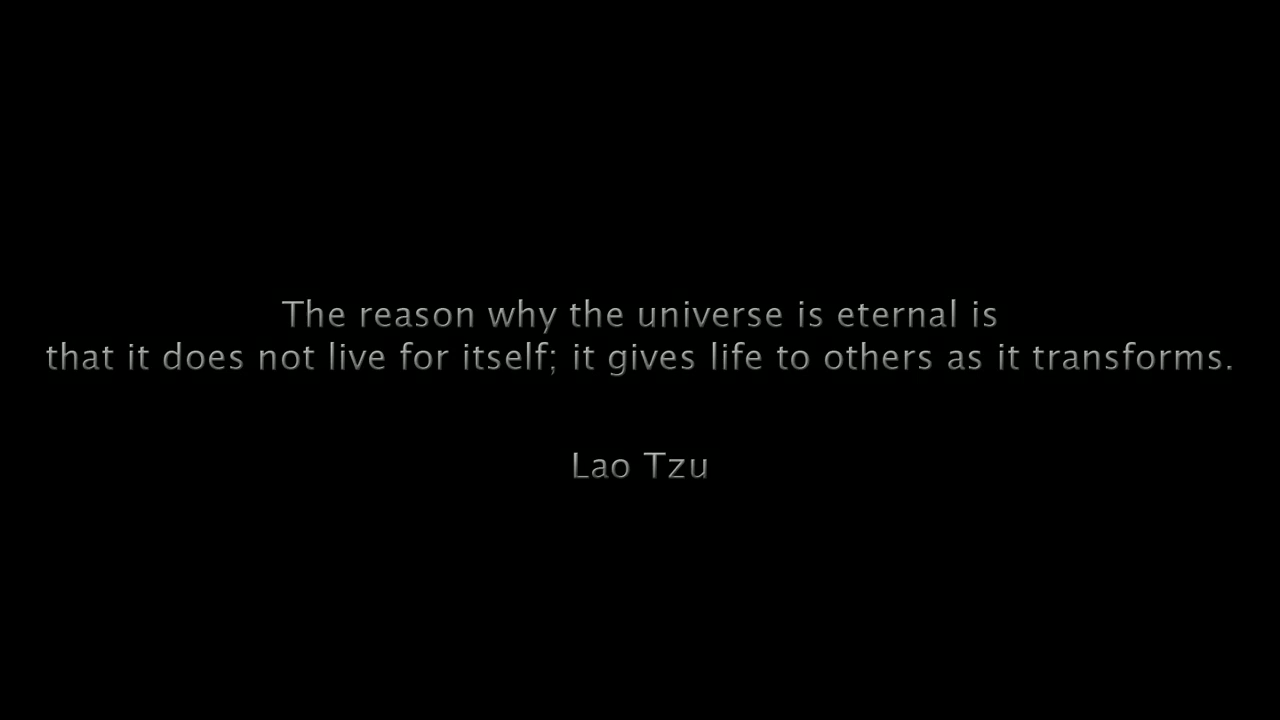 The reason why the universe is eternal is
that it does not live for itself; it gives life to others as it transforms.
Lao Tzu